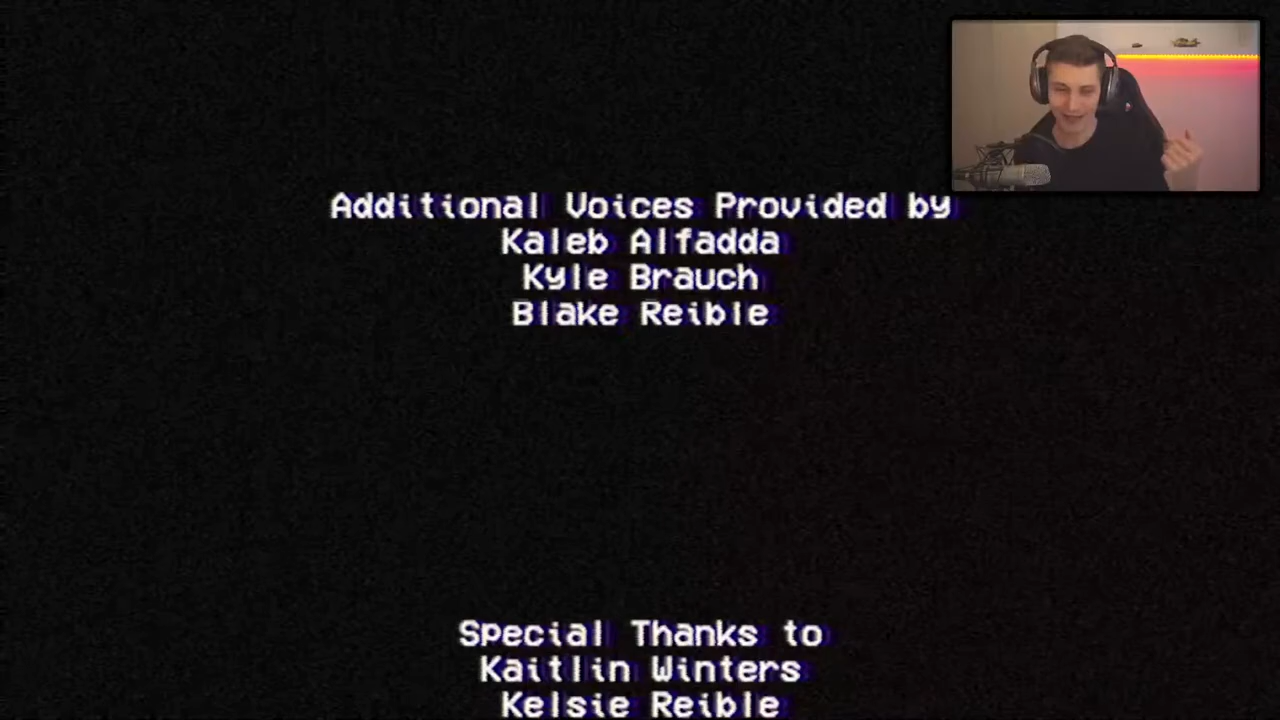 Additional Voices Provided by
Kaleb Alfadda
Kyle Brauch
Blake Reible
Special Thanks to
Kaitlin Winters
Kelsie Reible